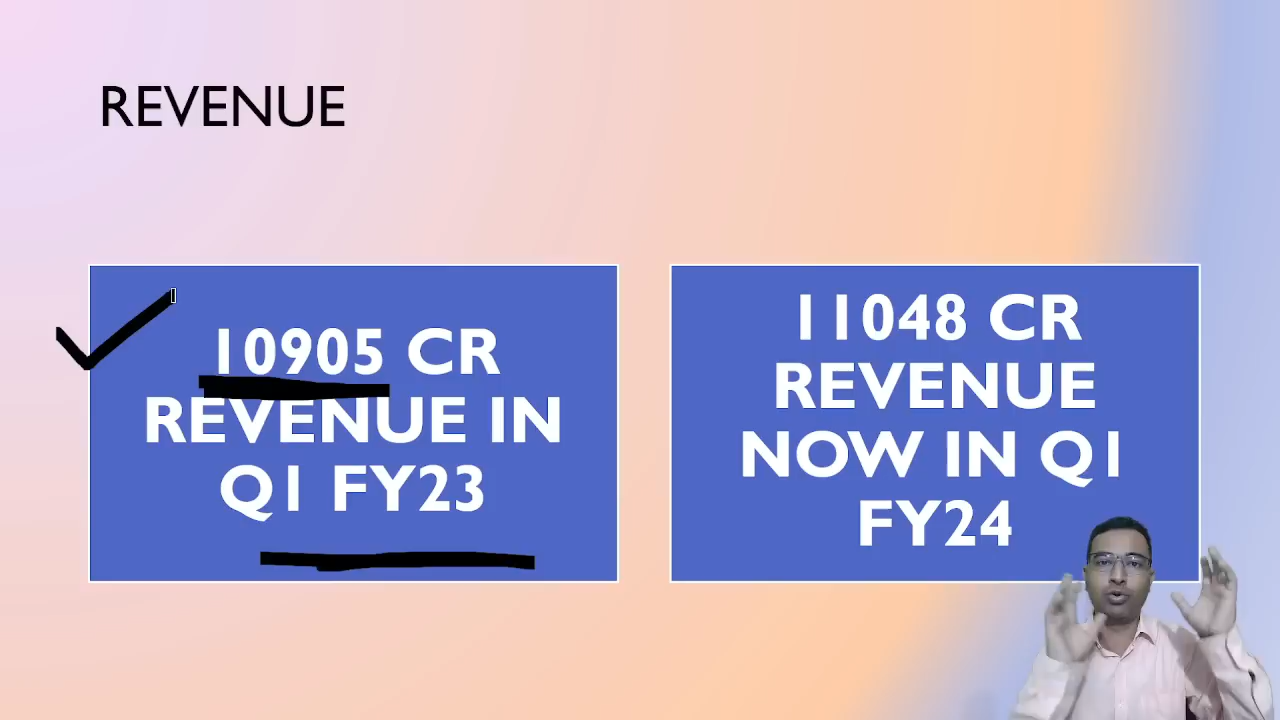 REVENUE
10905 CR
REVENUE IN
Q1 FY23
11048 CR
REVENUE
NOW IN Q1
FY24